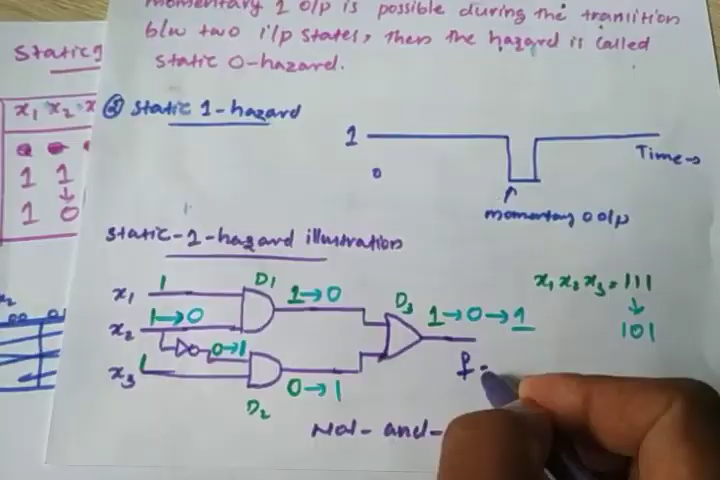 momentary 1 o/p is possible during the transition
b/w two i/p states, then the hazard is called
static 0-hazard.
② Static 1-hazard
1
0
Time→
momentary 0 o/p
Static-1-hazard illustration
x₁ 1 D₁ 1→0
x₂ 1→0 0→1
x₃ 1 D₂ 0→1
D₃ 1→0→1
f =
x₁ x₂ x₃ = 111
↓
101
Not- and-
Static
x₁ x₂ x
1 1
↓
1 0